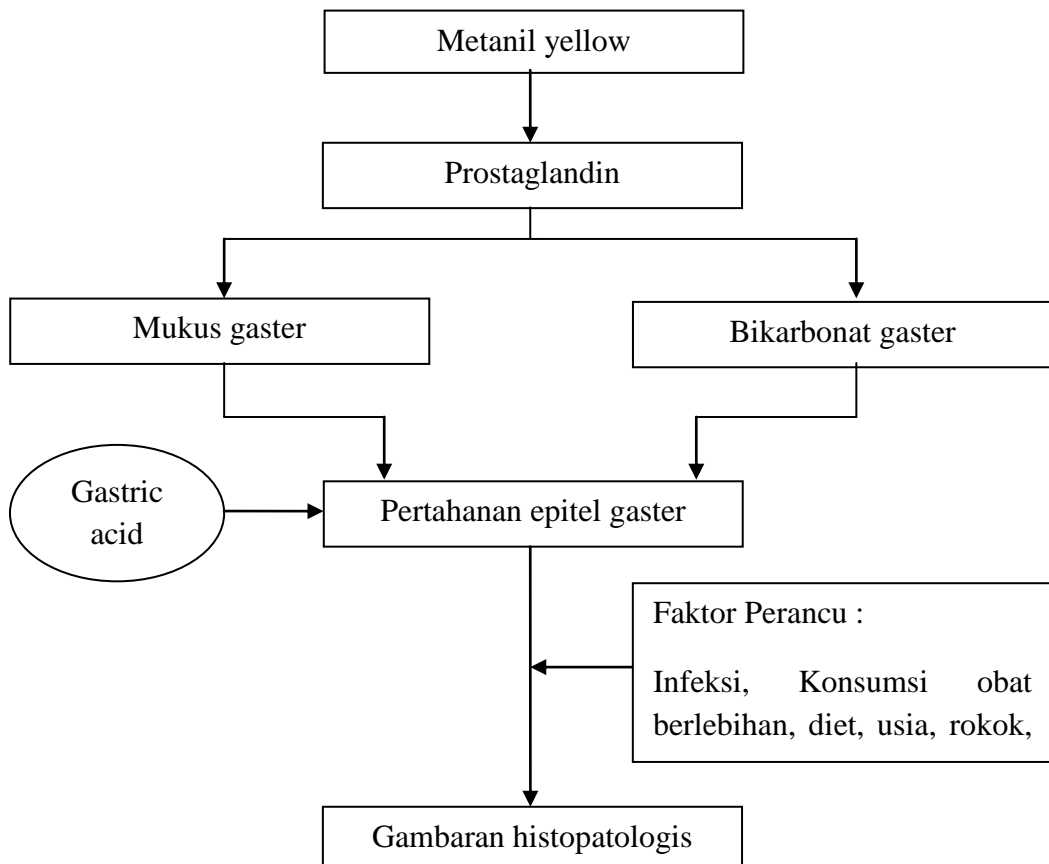 Metanil yellow
Prostaglandin
Mukus gaster
Bikarbonat gaster
Gastric
acid
Pertahanan epitel gaster
Faktor Perancu :
Infeksi, Konsumsi obat
berlebihan, diet, usia, rokok,
Gambaran histopatologis